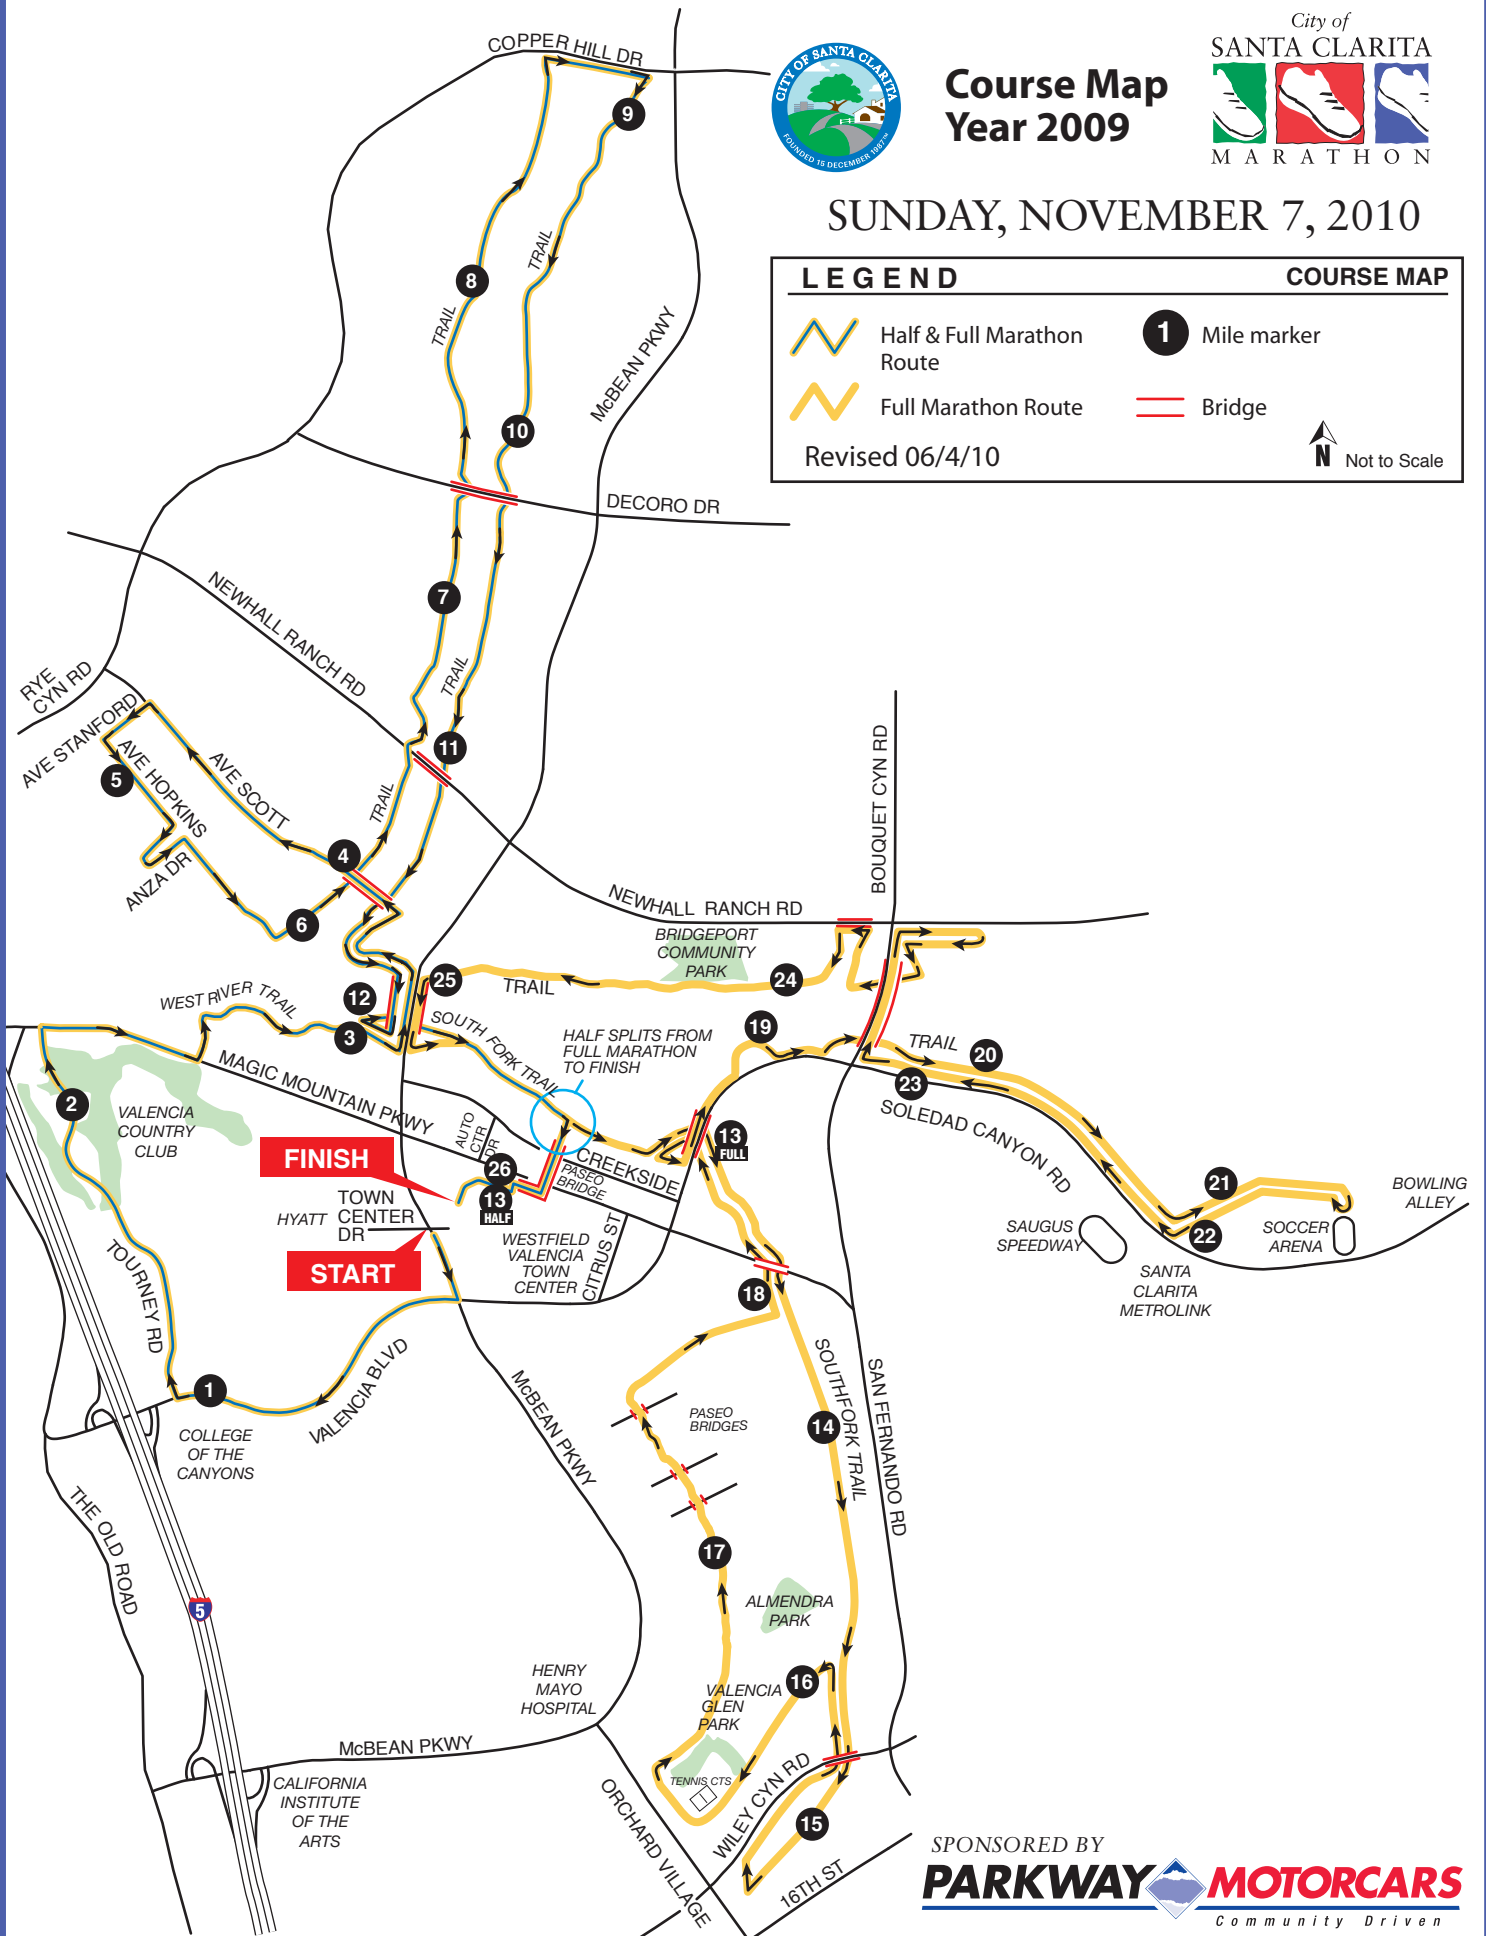 COPPER HILL DR
CITY OF SANTA CLARITA
FOUNDED 15 DECEMBER 1987
Course Map
Year 2009
City of
SANTA CLARITA
MARATHON
SUNDAY, NOVEMBER 7, 2010
LEGEND
COURSE MAP
Half & Full Marathon
Route
1
Mile marker
Full Marathon Route
Bridge
Revised 06/4/10
N
Not to Scale
9
TRAIL
8
TRAIL
McBEAN PKWY
10
DECORO DR
7
NEWHALL RANCH RD
TRAIL
RYE
CYN RD
AVE STANFORD
11
5
AVE HOPKINS
AVE SCOTT
TRAIL
BOUQUET CYN RD
4
ANZA DR
6
NEWHALL RANCH RD
BRIDGEPORT
COMMUNITY
PARK
25
TRAIL
24
12
WEST RIVER TRAIL
3
SOUTH FORK TRAIL
HALF SPLITS FROM
FULL MARATHON
TO FINISH
19
TRAIL
20
23
SOLEDAD CANYON RD
MAGIC MOUNTAIN PKWY
2
VALENCIA
COUNTRY
CLUB
AUTO
CTR
DR
13
FULL
CREEKSIDE
PASEO
BRIDGE
FINISH
26
13
HALF
TOWN
CENTER
DR
HYATT
START
WESTFIELD
VALENCIA
TOWN
CENTER
CITRUS ST
21
22
BOWLING
ALLEY
SAUGUS
SPEEDWAY
SOCCER
ARENA
SANTA
CLARITA
METROLINK
18
TOURNEY RD
1
VALENCIA BLVD
COLLEGE
OF THE
CANYONS
McBEAN PKWY
PASEO
BRIDGES
14
SOUTHFORK TRAIL
SAN FERNANDO RD
THE OLD ROAD
5
17
ALMENDRA
PARK
HENRY
MAYO
HOSPITAL
16
VALENCIA
GLEN
PARK
McBEAN PKWY
TENNIS CTS
WILEY CYN RD
15
CALIFORNIA
INSTITUTE
OF THE
ARTS
ORCHARD VILLAGE
16TH ST
SPONSORED BY
PARKWAY MOTORCARS
Community Driven